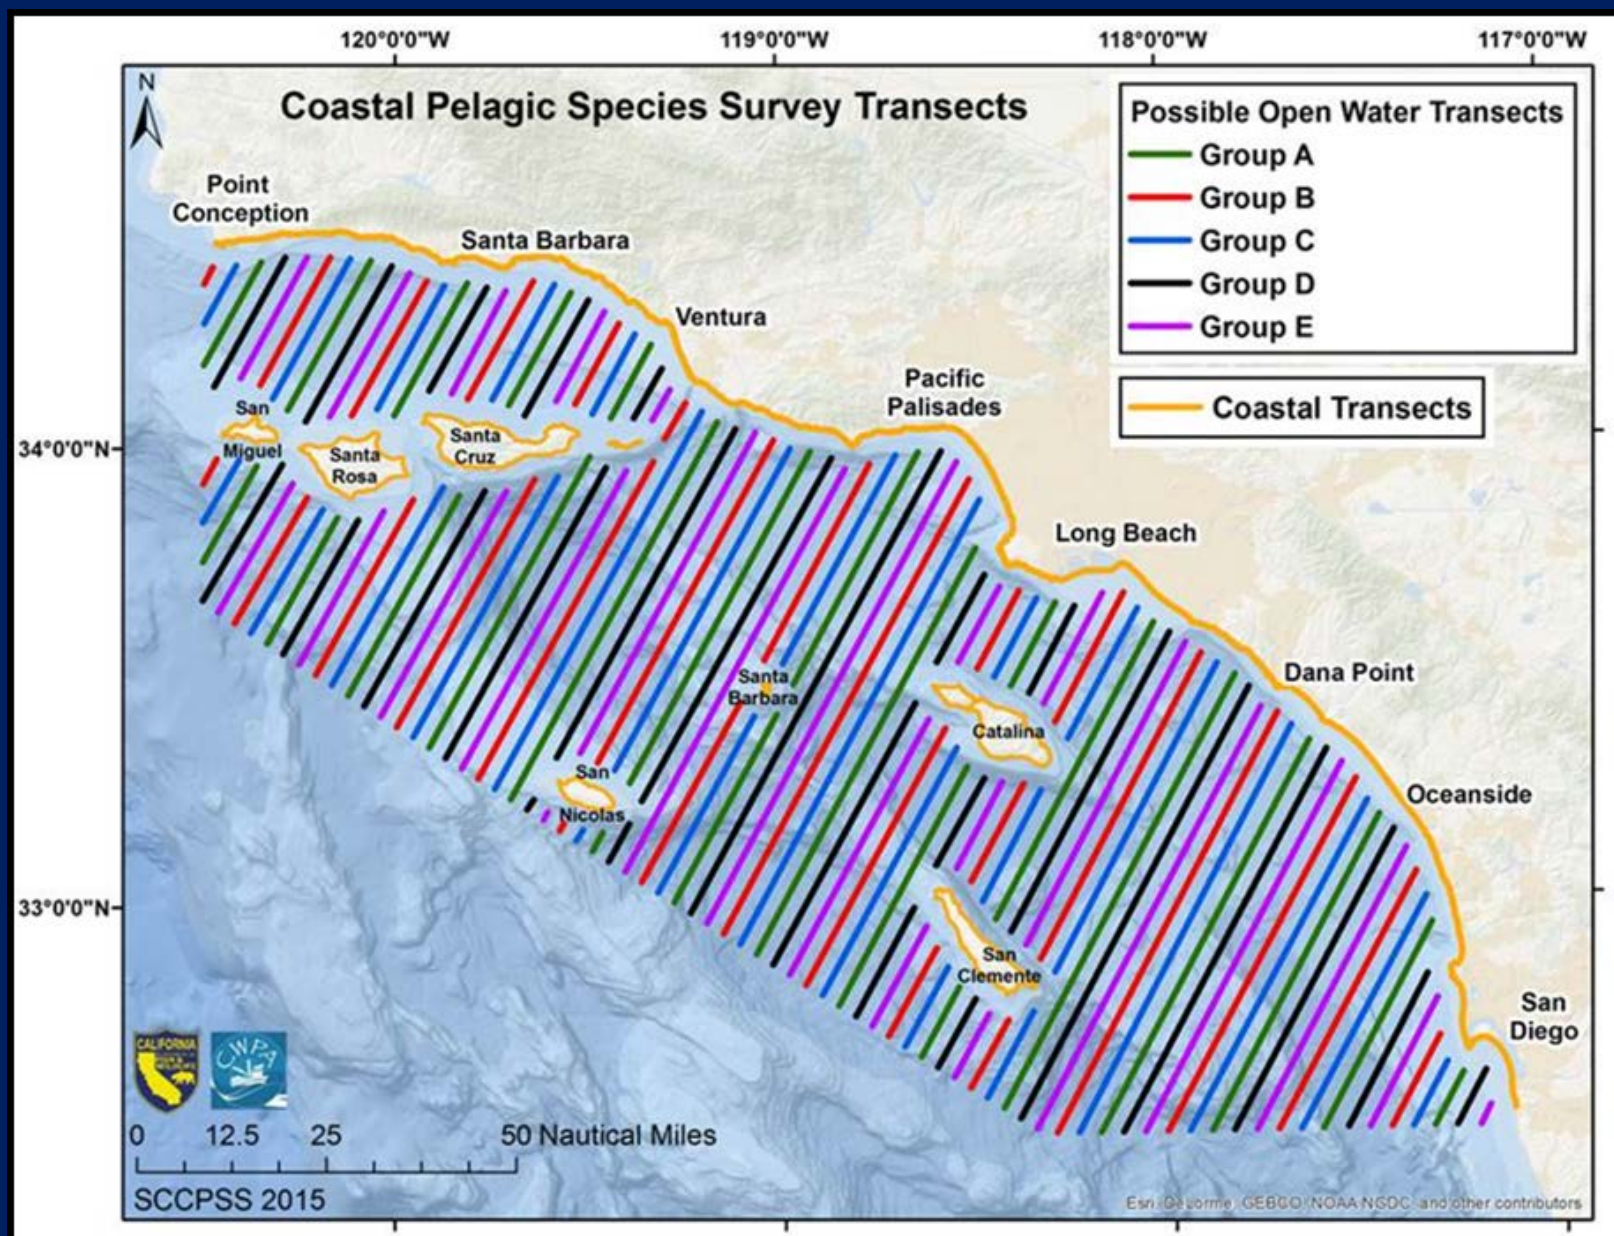 120°0'0"W
119°0'0"W
118°0'0"W
117°0'0"W
N
Coastal Pelagic Species Survey Transects
Possible Open Water Transects
Group A
Group B
Group C
Group D
Group E
Coastal Transects
Point
Conception
Santa Barbara
Ventura
Pacific
Palisades
San
Miguel
Santa
Rosa
Santa
Cruz
34°0'0"N
Long Beach
Santa
Barbara
Catalina
Dana Point
San
Nicolas
Oceanside
33°0'0"N
San
Clemente
San
Diego
CALIFORNIA
FISH &
WILDLIFE
CWPA
0 12.5 25 50 Nautical Miles
SCCPSS 2015
Esri, DeLorme, GEBCO, NOAA NGDC, and other contributors